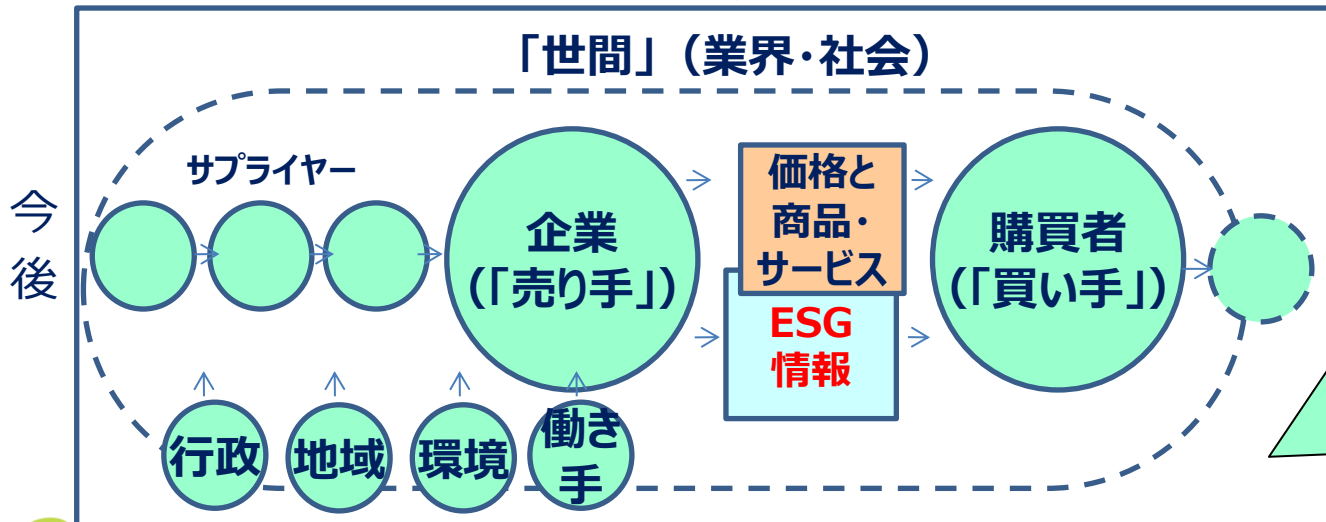 「世間」（業界・社会）
今
後
サプライヤー
企業
（「売り手」）
価格と
商品・
サービス
ESG
情報
購買者
（「買い手」）
行政
地域
環境
働き
手